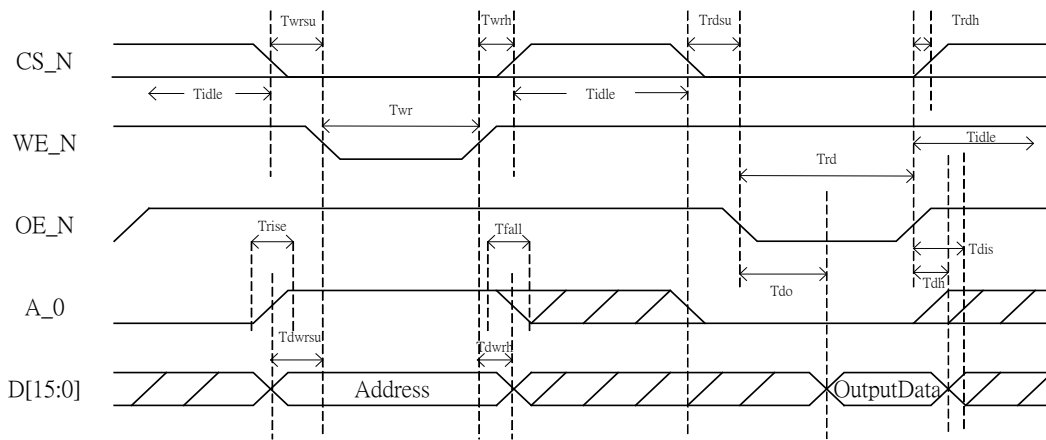 Twrsu Twrh Trdsu Trdh
CS_N
Tidle Tidle
Twr
WE_N
Tidle
Trd
OE_N
Trise Tfall
Tdis
Tdh
Tdo
A_0
Tdwrsu Tdwrh
D[15:0] Address OutputData